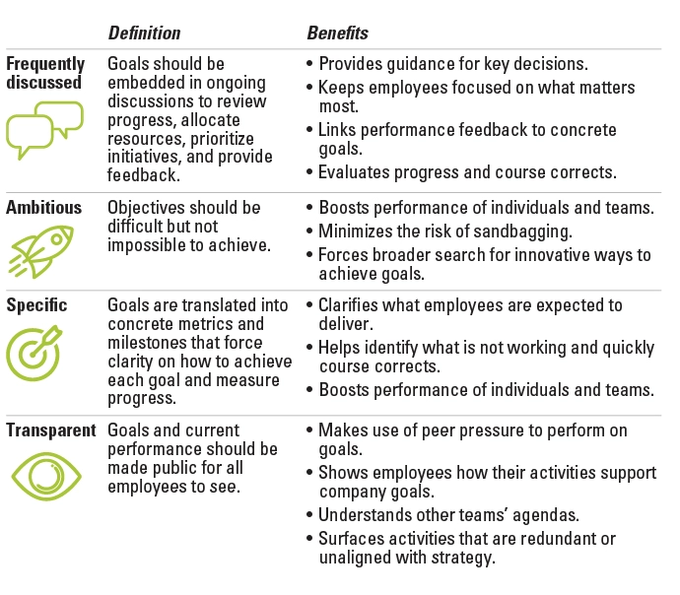 Definition
Benefits
Frequently
discussed
Goals should be
embedded in ongoing
discussions to review
progress, allocate
resources, prioritize
initiatives, and provide
feedback.
• Provides guidance for key decisions.
• Keeps employees focused on what matters
most.
• Links performance feedback to concrete
goals.
• Evaluates progress and course corrects.
Ambitious
Objectives should be
difficult but not
impossible to achieve.
• Boosts performance of individuals and teams.
• Minimizes the risk of sandbagging.
• Forces broader search for innovative ways to
achieve goals.
Specific
Goals are translated into
concrete metrics and
milestones that force
clarity on how to achieve
each goal and measure
progress.
• Clarifies what employees are expected to
deliver.
• Helps identify what is not working and quickly
course corrects.
• Boosts performance of individuals and teams.
Transparent
Goals and current
performance should be
made public for all
employees to see.
• Makes use of peer pressure to perform on
goals.
• Shows employees how their activities support
company goals.
• Understands other teams’ agendas.
• Surfaces activities that are redundant or
unaligned with strategy.